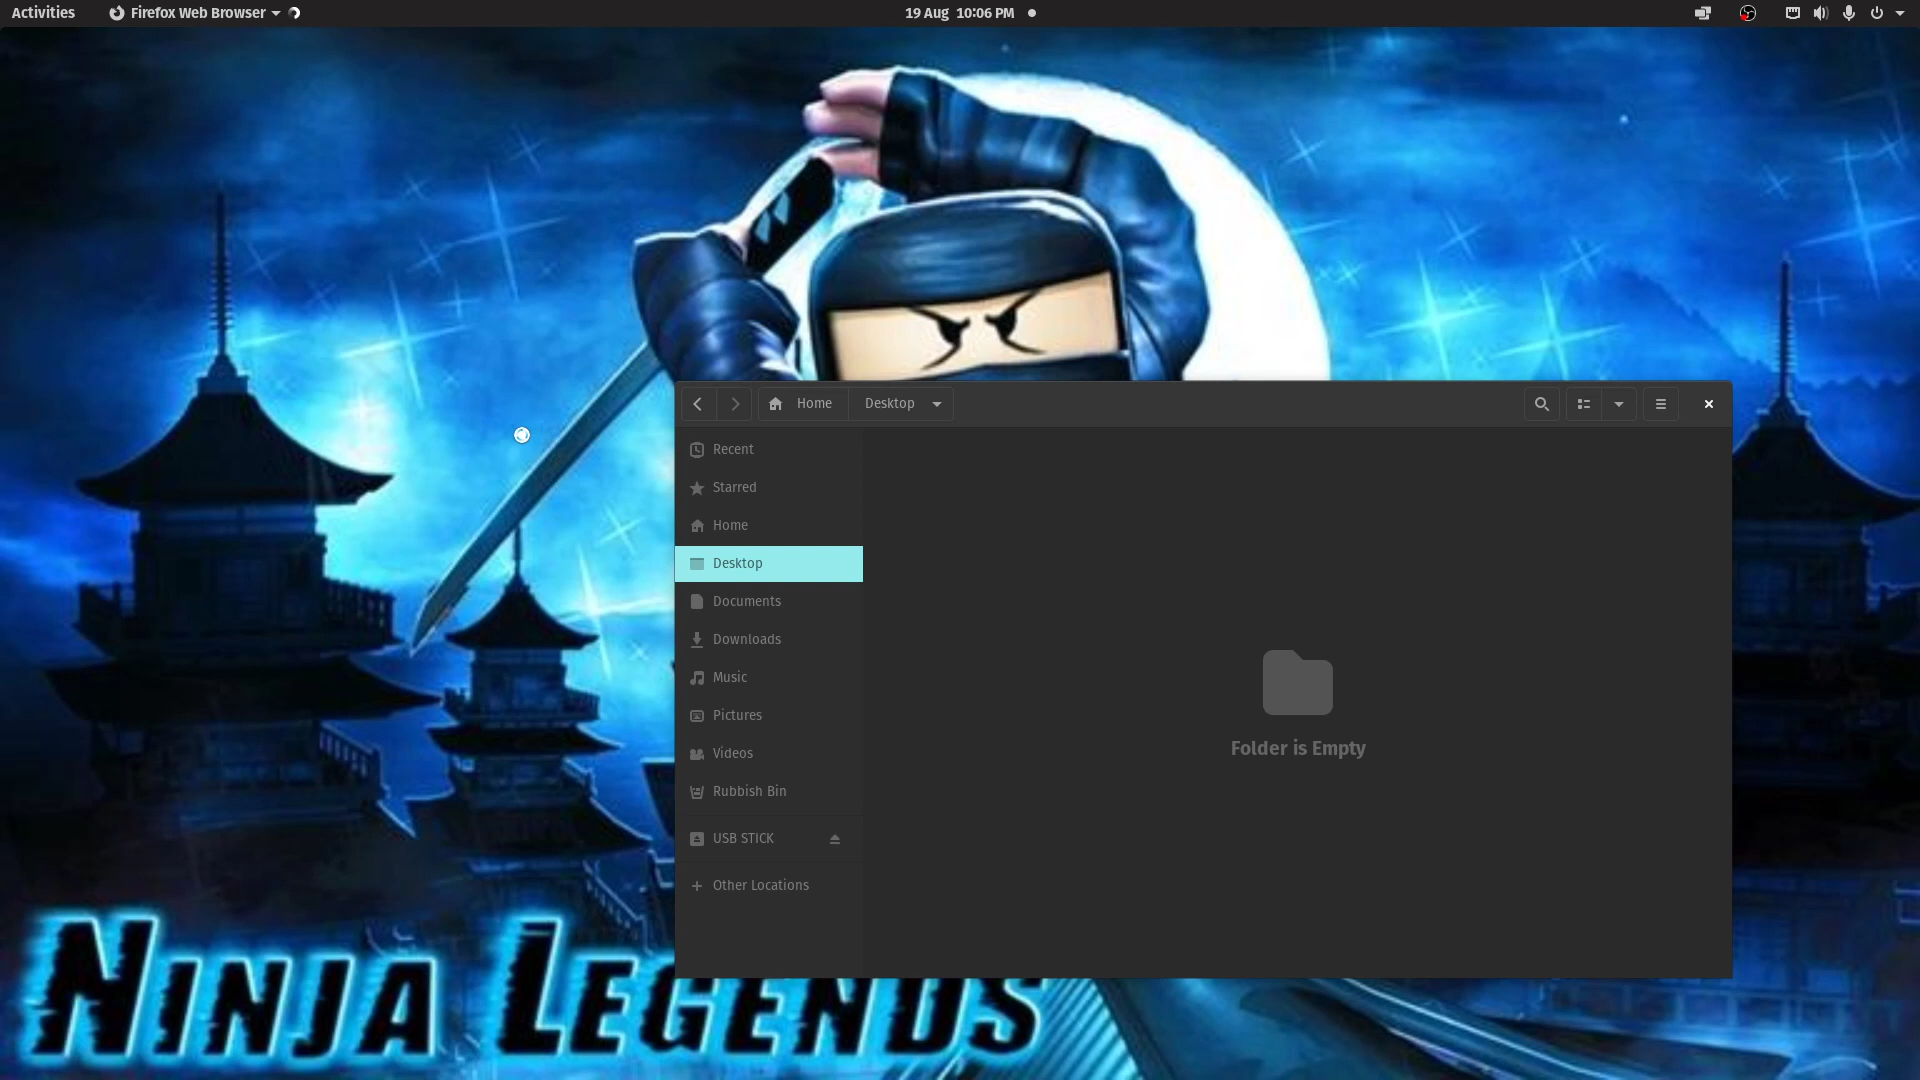 Activities
Firefox Web Browser
19 Aug 10:06 PM
Home
Desktop
Recent
Starred
Home
Desktop
Documents
Downloads
Music
Pictures
Videos
Rubbish Bin
USB STICK
Other Locations
Folder is Empty
NINJA LEGENDS